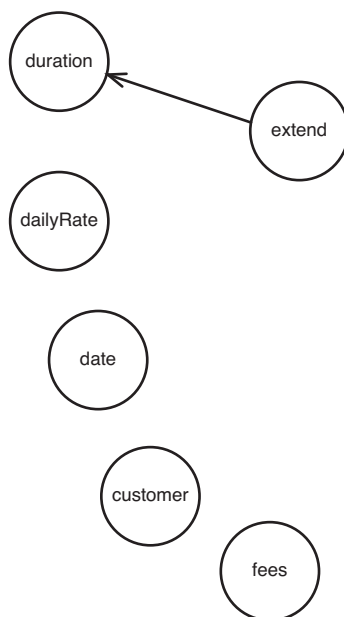 duration
extend
dailyRate
date
customer
fees